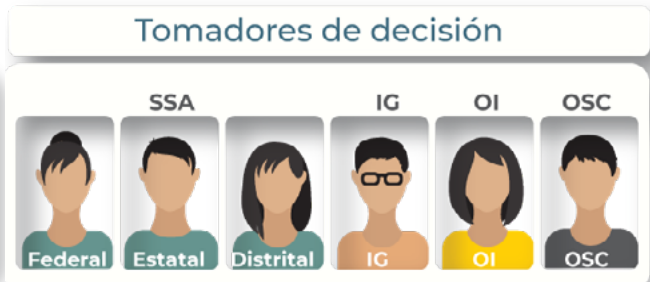 Tomadores de decisión
SSA IG OI OSC
Federal Estatal Distrital IG OI OSC